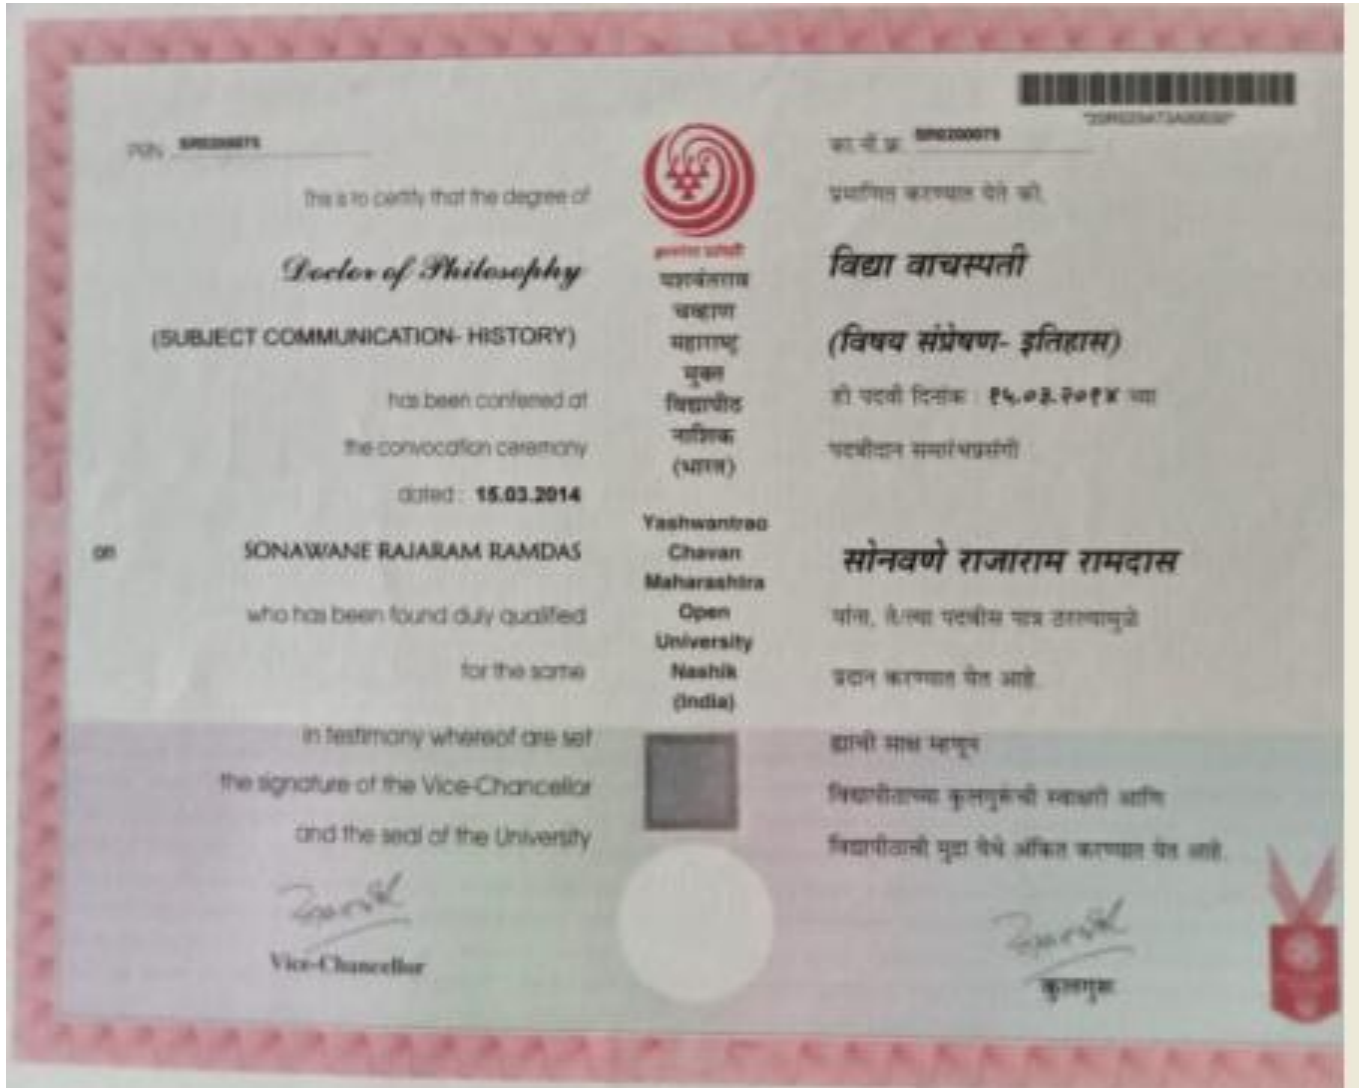 PRN SR0200075
This is to certify that the degree of
Doctor of Philosophy
(SUBJECT COMMUNICATION- HISTORY)
has been conferred at
the convocation ceremony
dated : 15.03.2014
on SONAWANE RAJARAM RAMDAS
who has been found duly qualified
for the same
in testimony whereof are set
the signature of the Vice-Chancellor
and the seal of the University
Vice-Chancellor
यशवंतराव
चव्हाण
महाराष्ट्र
मुक्त
विद्यापीठ
नाशिक
(भारत)
Yashwantrao
Chavan
Maharashtra
Open
University
Nashik
(India)
का.नों.क्र. SR0200075
प्रमाणित करण्यात येते की,
विद्या वाचस्पती
(विषय संप्रेषण- इतिहास)
ही पदवी दिनांक : १५.०३.२०१४ च्या
पदवीदान समारंभप्रसंगी
सोनवणे राजाराम रामदास
यांना, ते/त्या पदवीस पात्र ठरल्यामुळे
प्रदान करण्यात येत आहे.
ह्याची साक्ष म्हणून
विद्यापीठाच्या कुलगुरूंची स्वाक्षरी आणि
विद्यापीठाची मुद्रा येथे अंकित करण्यात येत आहे.
कुलगुरू